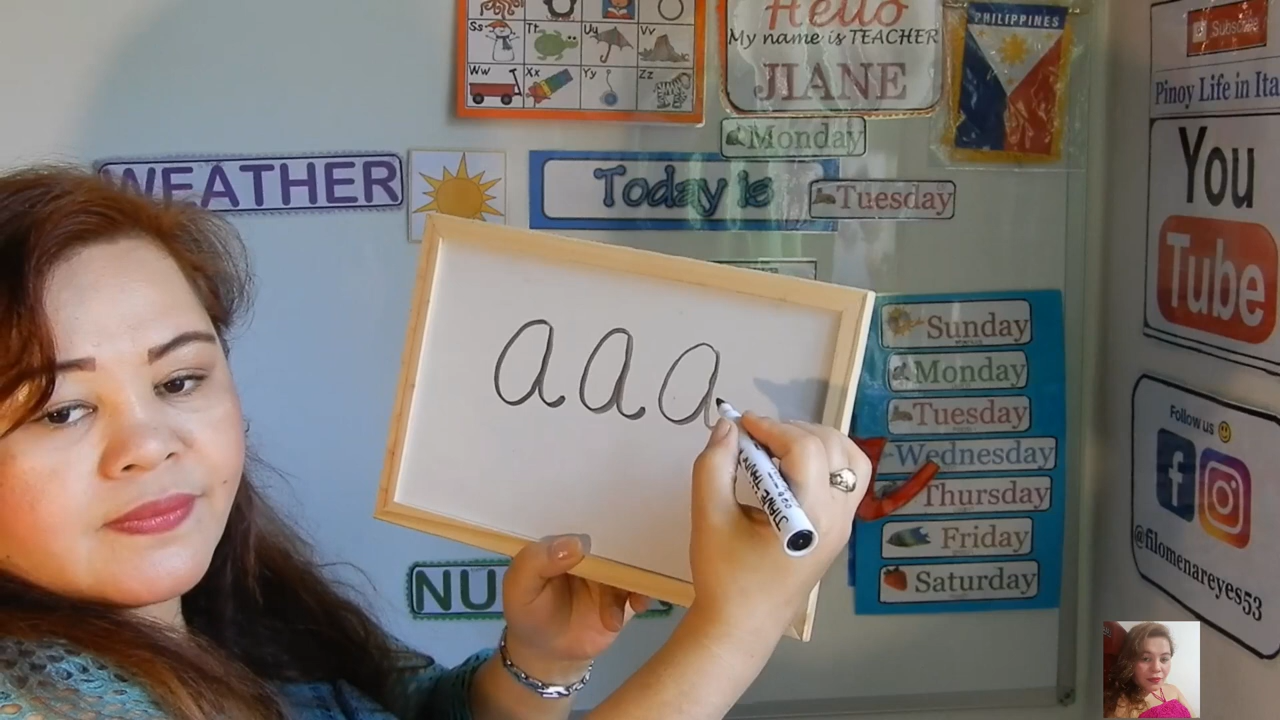 Ss Tt Uu Vv
Ww Xx Yy Zz
Hello
My name is TEACHER
JIANE
PHILIPPINES
Subscribe
Pinoy Life in Ita
You
Tube
Monday
WEATHER
Today is
Tuesday
a a a
Sunday
Monday
Tuesday
Wednesday
Thursday
Friday
Saturday
NU
Follow us
@filomenareyes53